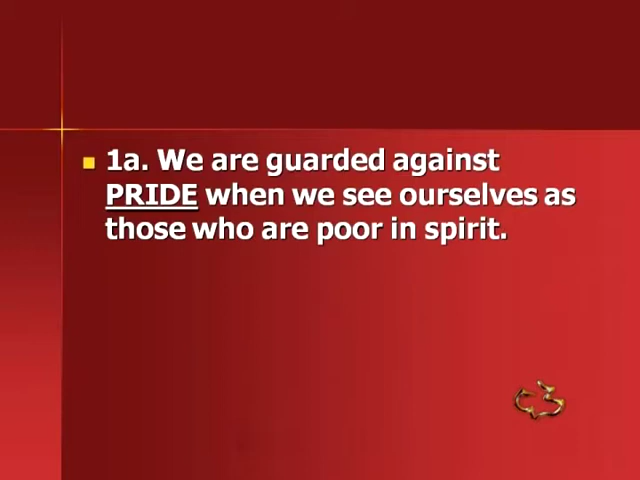 1a. We are guarded against
PRIDE when we see ourselves as
those who are poor in spirit.